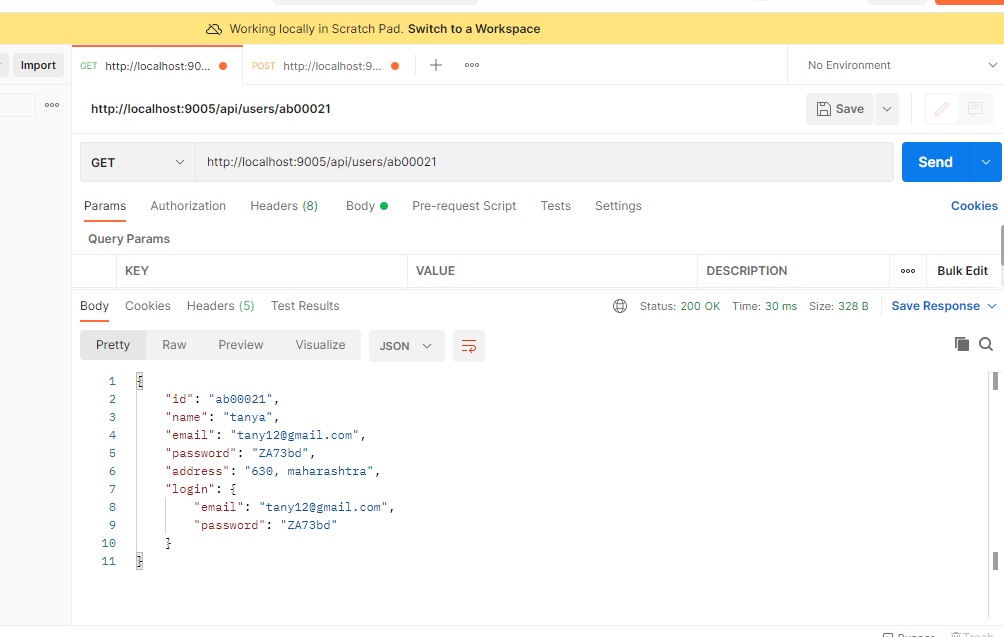 Working locally in Scratch Pad. Switch to a Workspace
Import
GET http://localhost:90...
POST http://localhost:9...
No Environment
http://localhost:9005/api/users/ab00021
Save
GET
http://localhost:9005/api/users/ab00021
Send
Params Authorization Headers (8) Body Pre-request Script Tests Settings Cookies
Query Params
KEY VALUE DESCRIPTION Bulk Edit
Body Cookies Headers (5) Test Results Status: 200 OK Time: 30 ms Size: 328 B Save Response
Pretty Raw Preview Visualize JSON
1 {
2 "id": "ab00021",
3 "name": "tanya",
4 "email": "tany12@gmail.com",
5 "password": "ZA73bd",
6 "address": "630, maharashtra",
7 "login": {
8 "email": "tany12@gmail.com",
9 "password": "ZA73bd"
10 }
11 }
Runner Trash